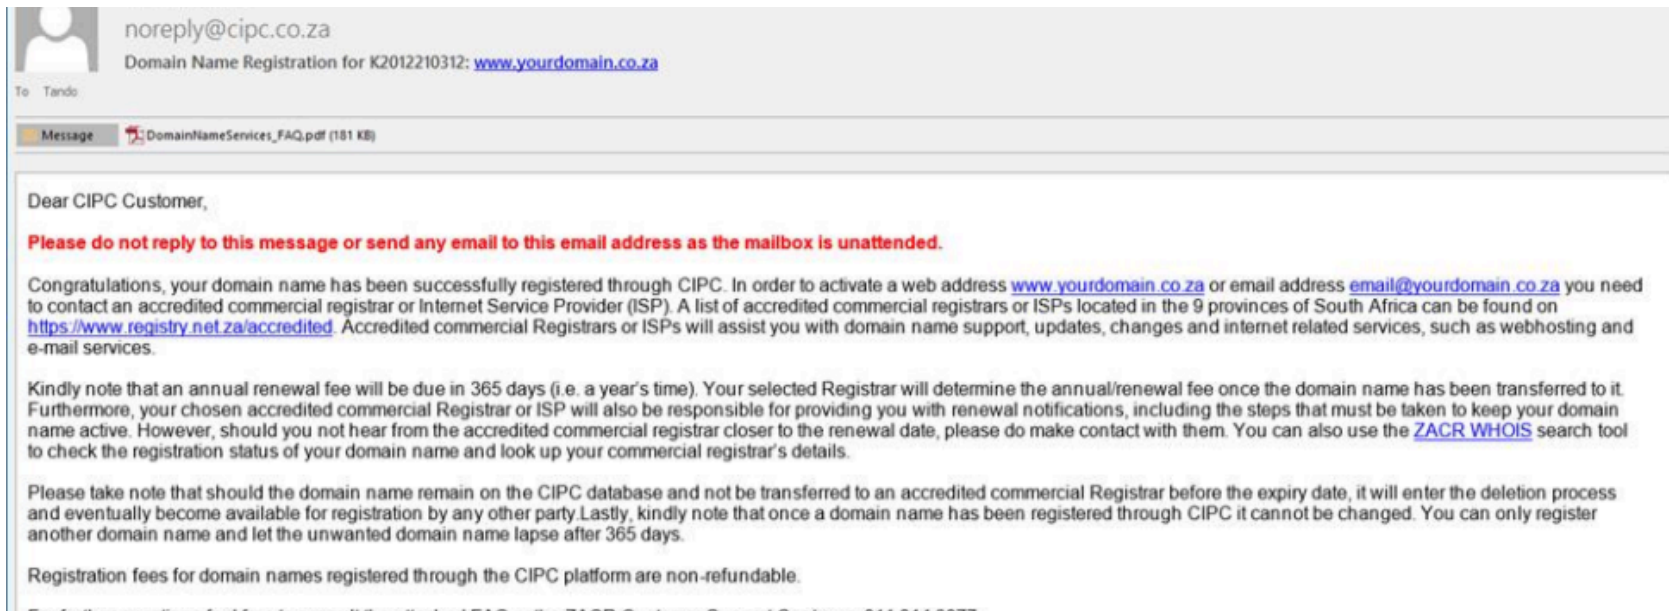 noreply@cipc.co.za
Domain Name Registration for K2012210312: www.yourdomain.co.za
To Tando
Message DomainNameServices_FAQ.pdf (181 KB)
Dear CIPC Customer,
Please do not reply to this message or send any email to this email address as the mailbox is unattended.
Congratulations, your domain name has been successfully registered through CIPC. In order to activate a web address www.yourdomain.co.za or email address email@yourdomain.co.za you need
to contact an accredited commercial registrar or Internet Service Provider (ISP). A list of accredited commercial registrars or ISPs located in the 9 provinces of South Africa can be found on
https://www.registry.net.za/accredited. Accredited commercial Registrars or ISPs will assist you with domain name support, updates, changes and internet related services, such as webhosting and
e-mail services.
Kindly note that an annual renewal fee will be due in 365 days (i.e. a year's time). Your selected Registrar will determine the annual/renewal fee once the domain name has been transferred to it.
Furthermore, your chosen accredited commercial Registrar or ISP will also be responsible for providing you with renewal notifications, including the steps that must be taken to keep your domain
name active. However, should you not hear from the accredited commercial registrar closer to the renewal date, please do make contact with them. You can also use the ZACR WHOIS search tool
to check the registration status of your domain name and look up your commercial registrar's details.
Please take note that should the domain name remain on the CIPC database and not be transferred to an accredited commercial Registrar before the expiry date, it will enter the deletion process
and eventually become available for registration by any other party.Lastly, kindly note that once a domain name has been registered through CIPC it cannot be changed. You can only register
another domain name and let the unwanted domain name lapse after 365 days.
Registration fees for domain names registered through the CIPC platform are non-refundable.